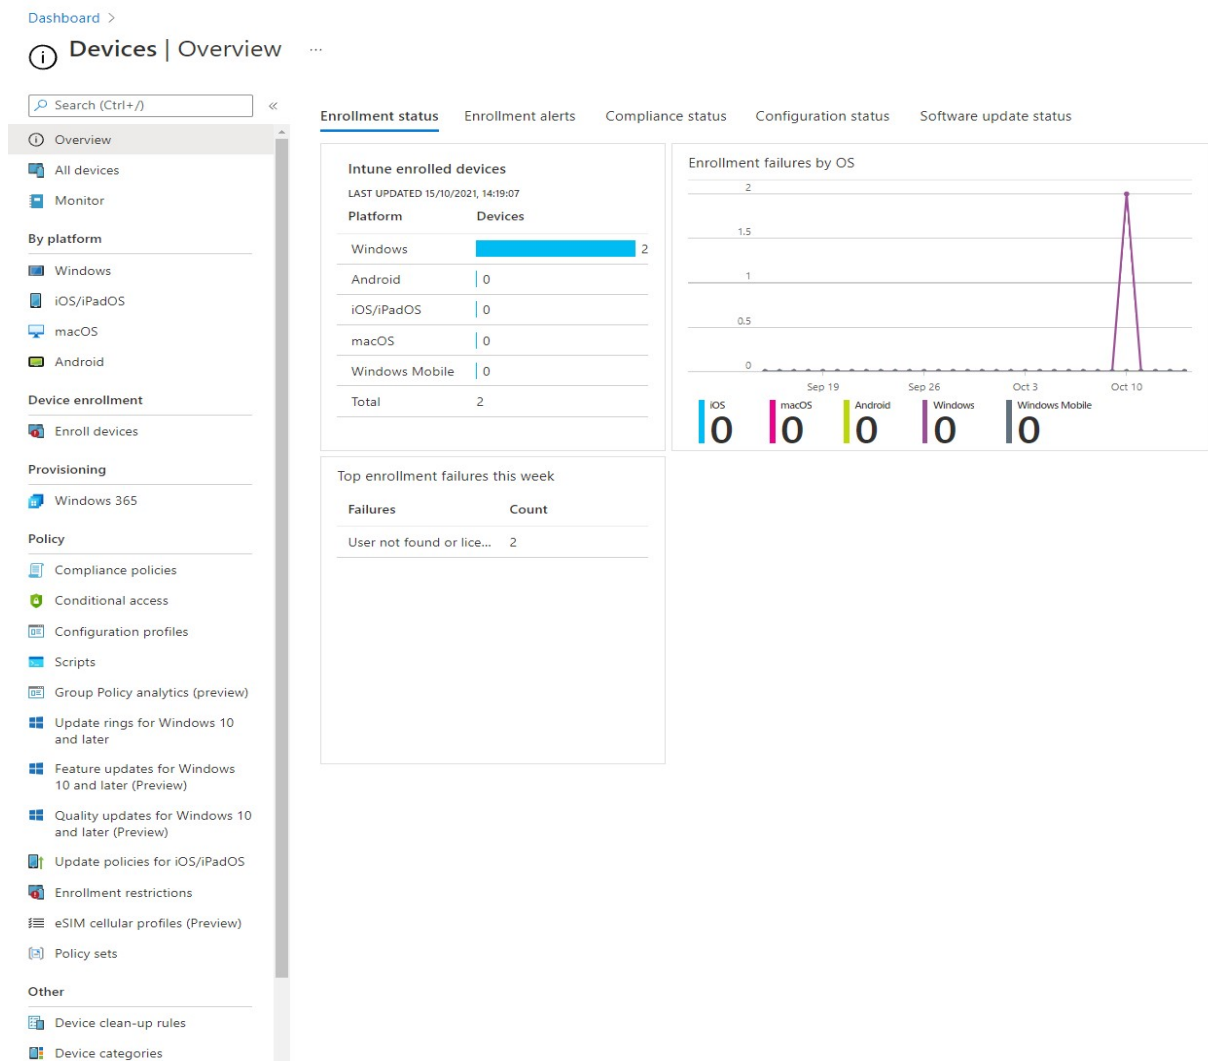 Dashboard >
Devices | Overview ...
Search (Ctrl+/) «
Overview
All devices
Monitor
By platform
Windows
iOS/iPadOS
macOS
Android
Device enrollment
Enroll devices
Provisioning
Windows 365
Policy
Compliance policies
Conditional access
Configuration profiles
Scripts
Group Policy analytics (preview)
Update rings for Windows 10
and later
Feature updates for Windows
10 and later (Preview)
Quality updates for Windows 10
and later (Preview)
Update policies for iOS/iPadOS
Enrollment restrictions
eSIM cellular profiles (Preview)
Policy sets
Other
Device clean-up rules
Device categories
Enrollment status Enrollment alerts Compliance status Configuration status Software update status
Intune enrolled devices
LAST UPDATED 15/10/2021, 14:19:07
Platform Devices
Windows 2
Android 0
iOS/iPadOS 0
macOS 0
Windows Mobile 0
Total 2
Enrollment failures by OS
2
1.5
1
0.5
0
Sep 19 Sep 26 Oct 3 Oct 10
iOS macOS Android Windows Windows Mobile
0 0 0 0 0
Top enrollment failures this week
Failures Count
User not found or lice... 2